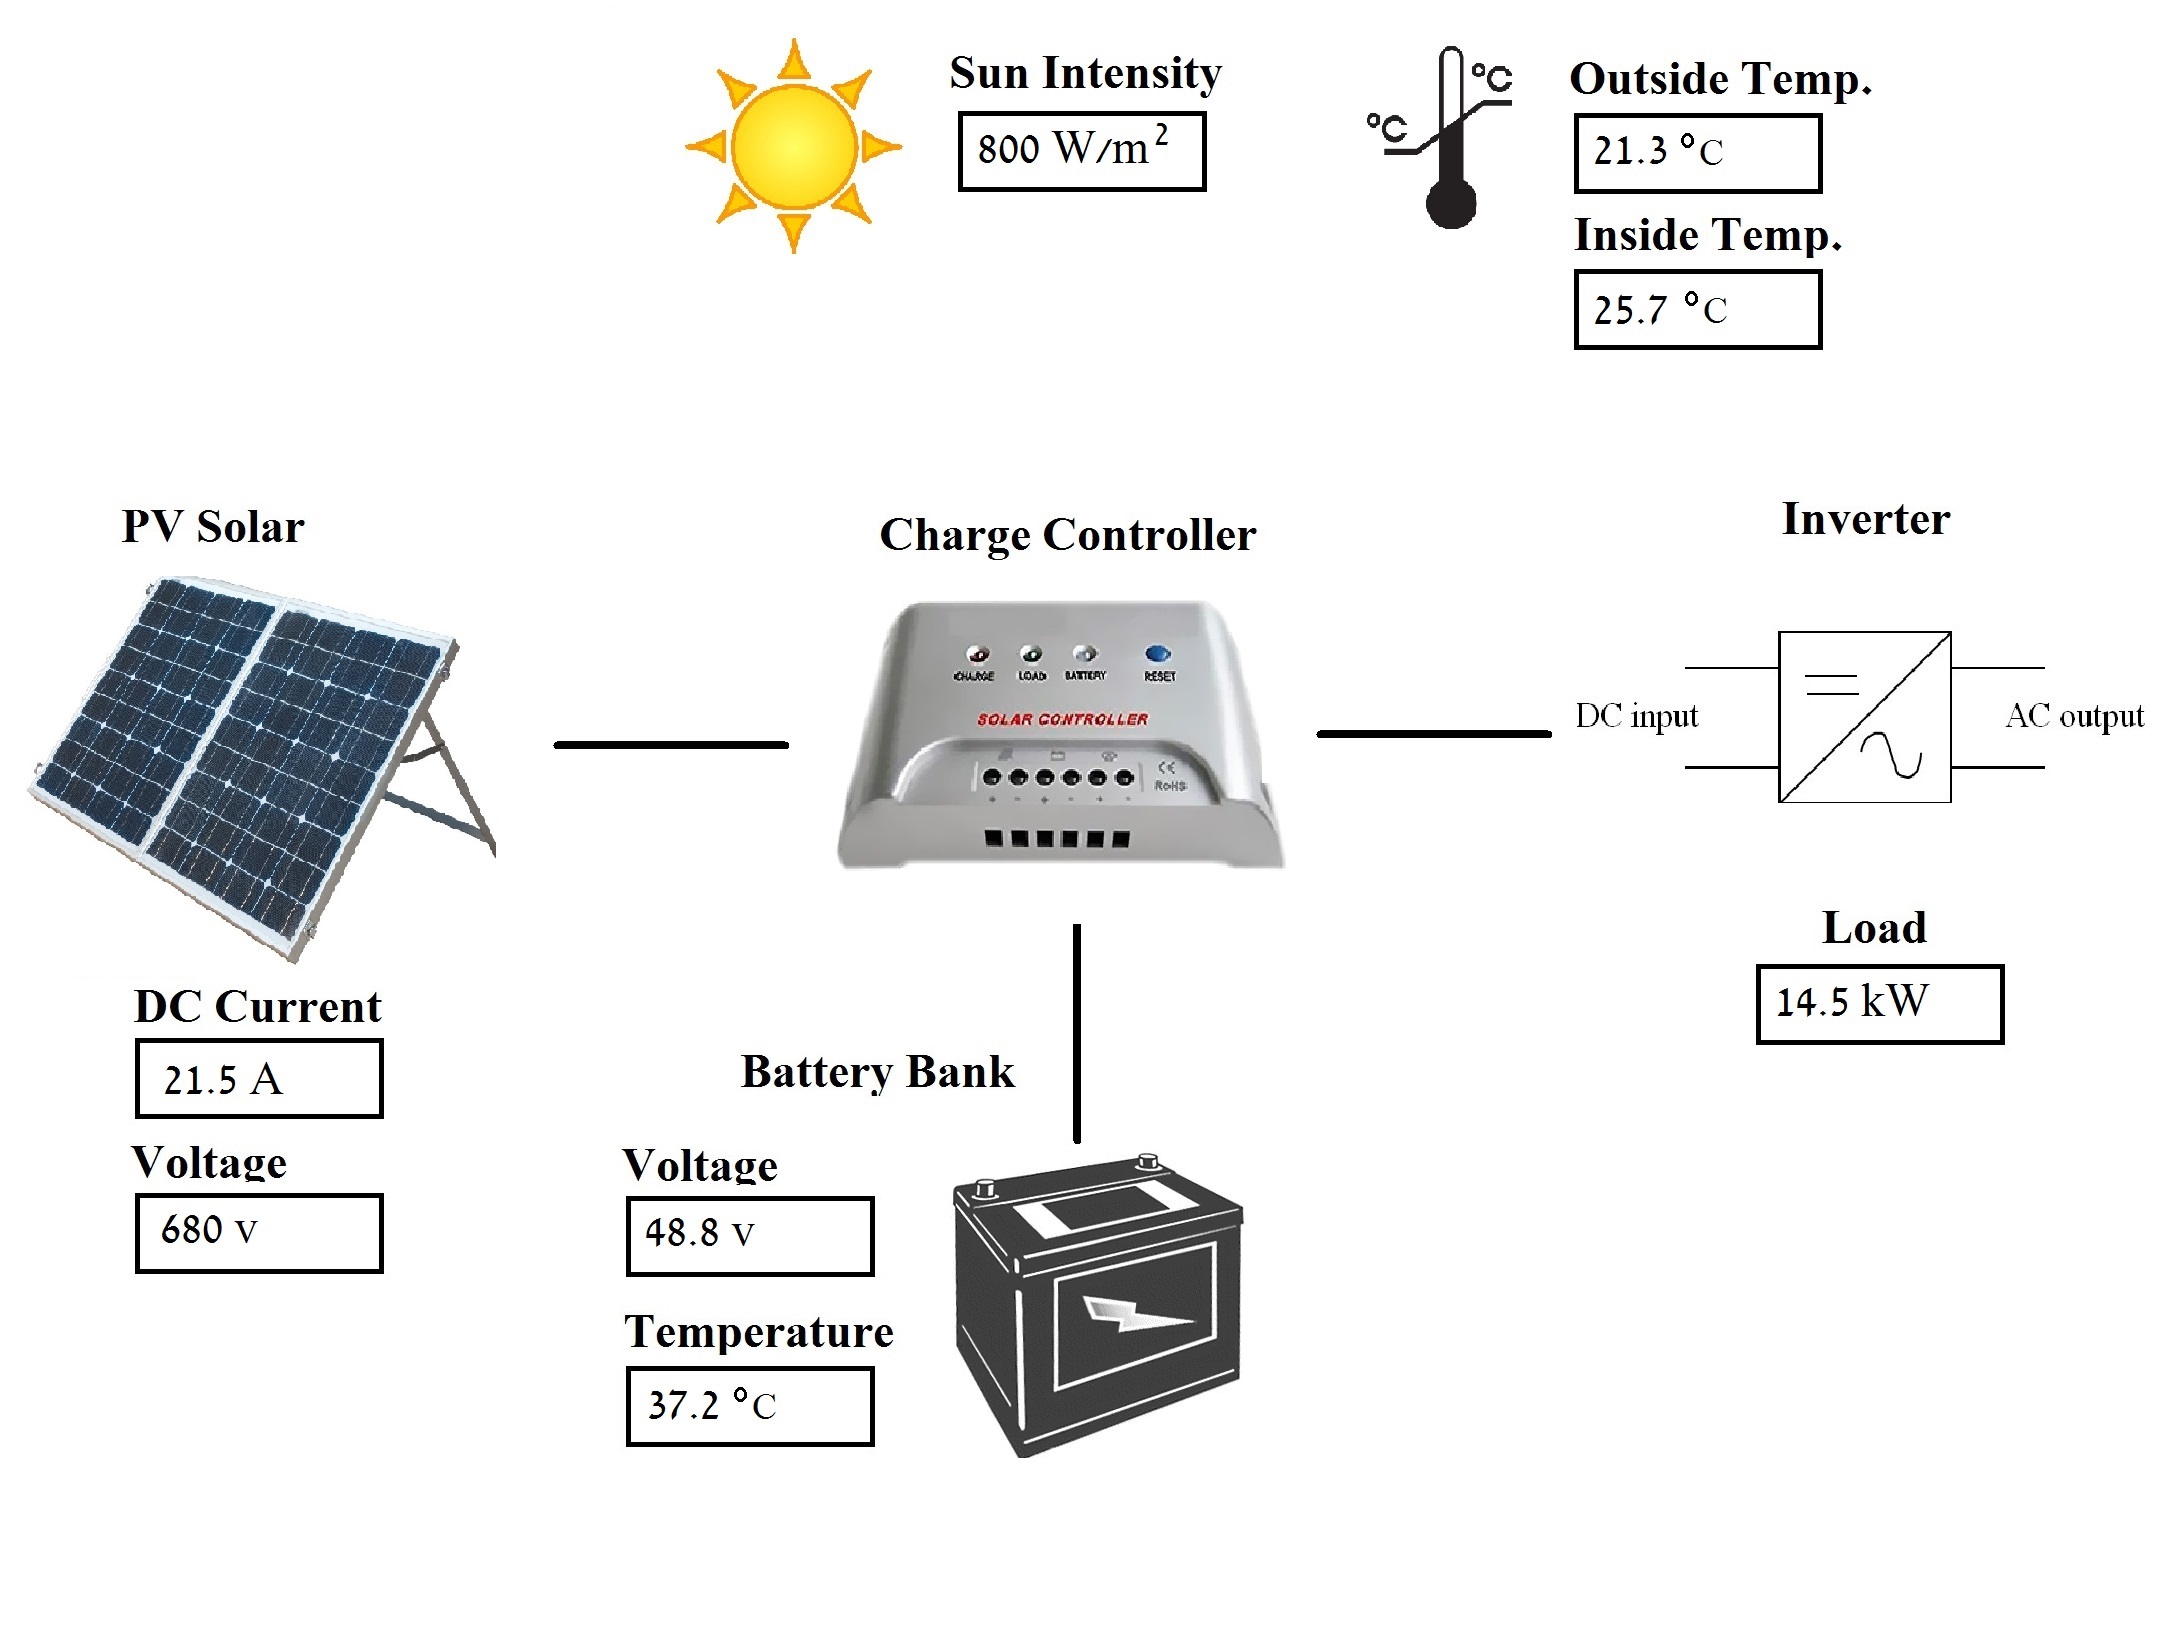 Sun Intensity
800 W/m²
°C
°C
Outside Temp.
21.3 °C
Inside Temp.
25.7 °C
PV Solar
Charge Controller
Inverter
CHARGE LOAD BATTERY RESET
SOLAR CONTROLLER
CE
RoHS
+ - + - + -
DC input
AC output
DC Current
21.5 A
Voltage
680 V
Battery Bank
Voltage
48.8 V
Temperature
37.2 °C
Load
14.5 kW